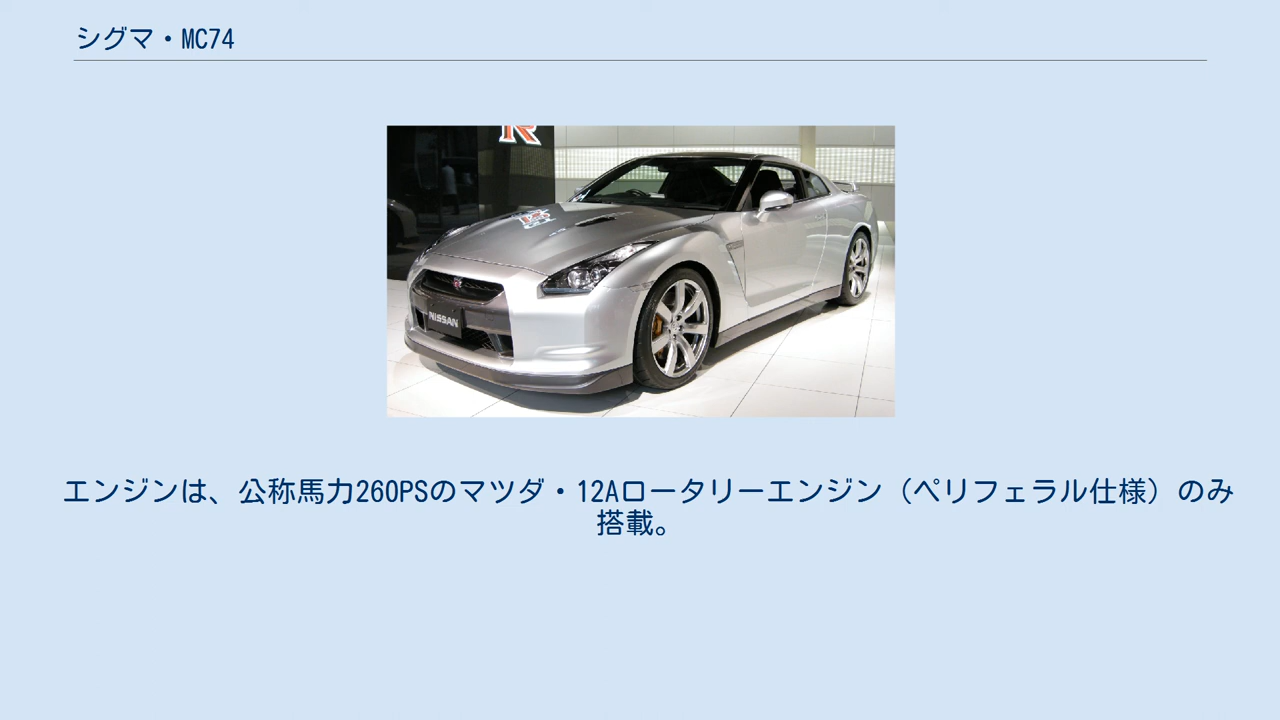 シグマ・MC74
R
NISSAN
エンジンは、公称馬力260PSのマツダ・12Aロータリーエンジン（ペリフェラル仕様）のみ
搭載。